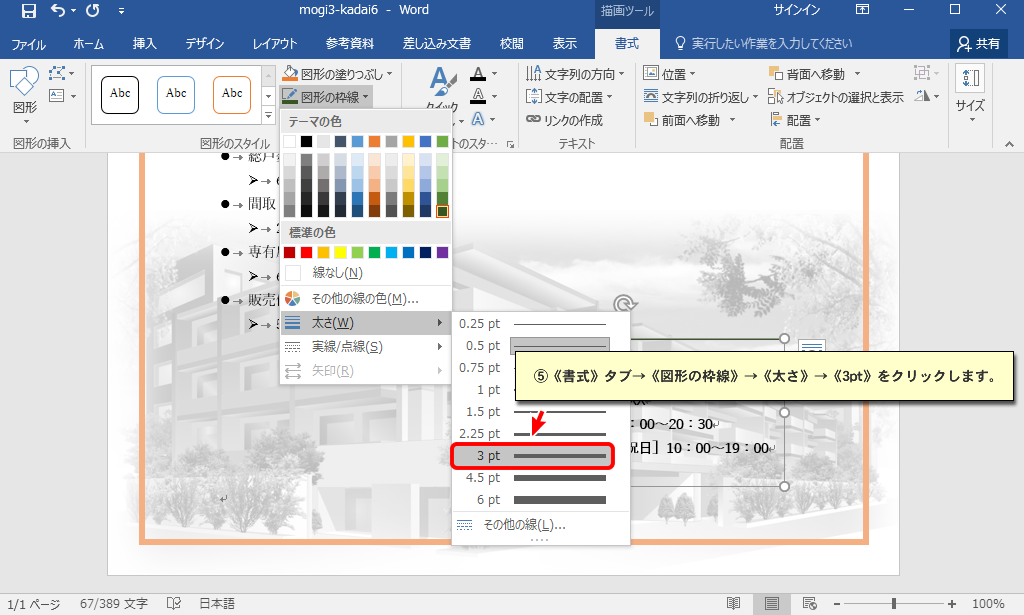 mogi3-kadai6 - Word
描画ツール
サインイン
ファイル ホーム 挿入 デザイン レイアウト 参考資料 差し込み文書 校閲 表示 書式 実行したい作業を入力してください 共有
図形
Abc Abc Abc
図形の塗りつぶし
図形の枠線
クイック
文字列の方向
文字の配置
リンクの作成
位置
文字列の折り返し
前面へ移動
背面へ移動
オブジェクトの選択と表示
配置
サイズ
図形の挿入 図形のスタイル トのスタ... テキスト 配置
テーマの色
標準の色
線なし(N)
その他の線の色(M)...
太さ(W)
実線/点線(S)
矢印(R)
間取
専有
販売
0.25 pt
0.5 pt
0.75 pt
1 pt
1.5 pt
2.25 pt
3 pt
4.5 pt
6 pt
その他の線(L)...
⑤《書式》タブ→《図形の枠線》→《太さ》→《3pt》をクリックします。
:00～20:30
祝日] 10:00～19:00
1/1 ページ 67/389 文字 日本語 100%